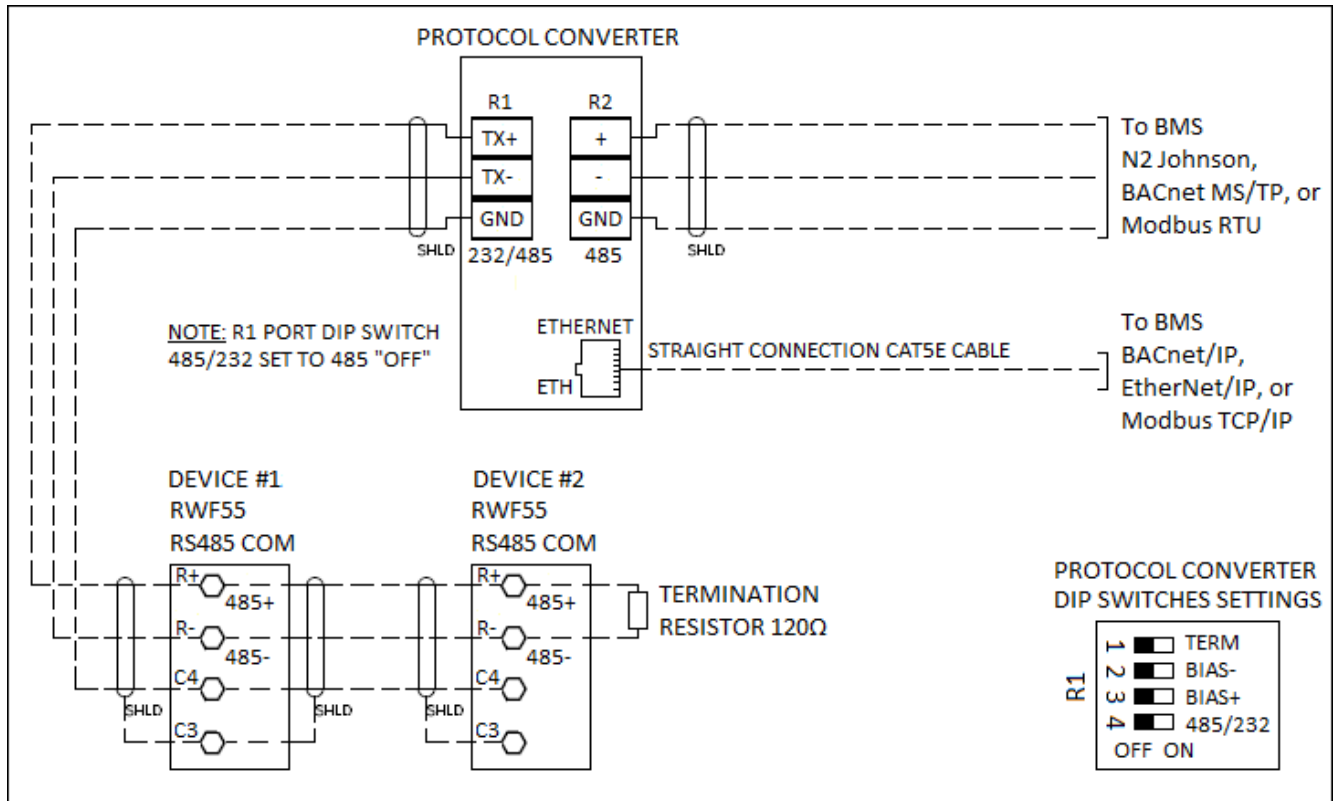 PROTOCOL CONVERTER
R1
R2
TX+
+
TX-
-
GND
GND
SHLD
232/485
485
SHLD
To BMS
N2 Johnson,
BACnet MS/TP, or
Modbus RTU
NOTE: R1 PORT DIP SWITCH
485/232 SET TO 485 "OFF"
ETHERNET
ETH
STRAIGHT CONNECTION CAT5E CABLE
To BMS
BACnet/IP,
EtherNet/IP, or
Modbus TCP/IP
DEVICE #1
RWF55
RS485 COM
R+
485+
R-
485-
C4
C3
SHLD
SHLD
DEVICE #2
RWF55
RS485 COM
R+
485+
R-
485-
C4
C3
SHLD
TERMINATION
RESISTOR 120Ω
PROTOCOL CONVERTER
DIP SWITCHES SETTINGS
R1
1 TERM
2 BIAS-
3 BIAS+
4 485/232
OFF ON